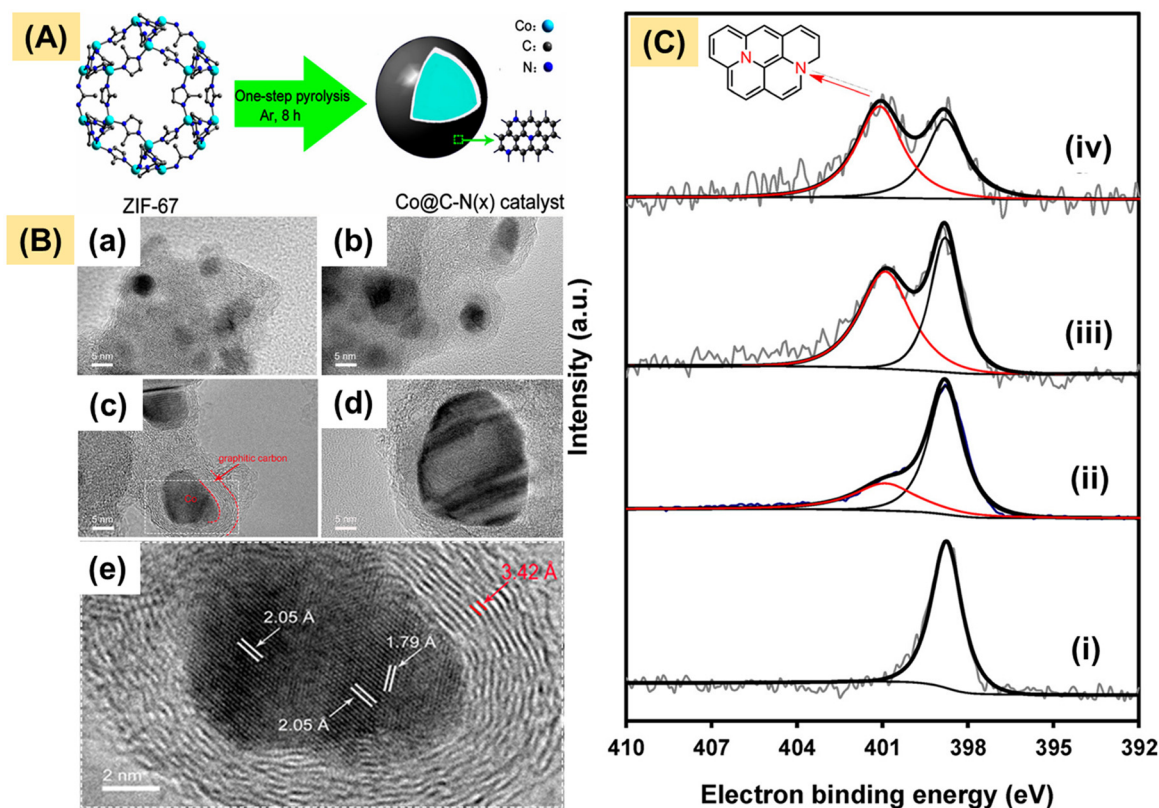 (A)
Co:
C:
N:
One-step pyrolysis
Ar, 8 h
ZIF-67
Co@C-N(x) catalyst
(B)
(a)
5 nm
(b)
5 nm
(c)
graphitic carbon
Co
5 nm
(d)
5 nm
(e)
3.42 Å
2.05 Å
1.79 Å
2.05 Å
2 nm
(C)
N
N
(iv)
(iii)
(ii)
(i)
Intensity (a.u.)
410 407 404 401 398 395 392
Electron binding energy (eV)